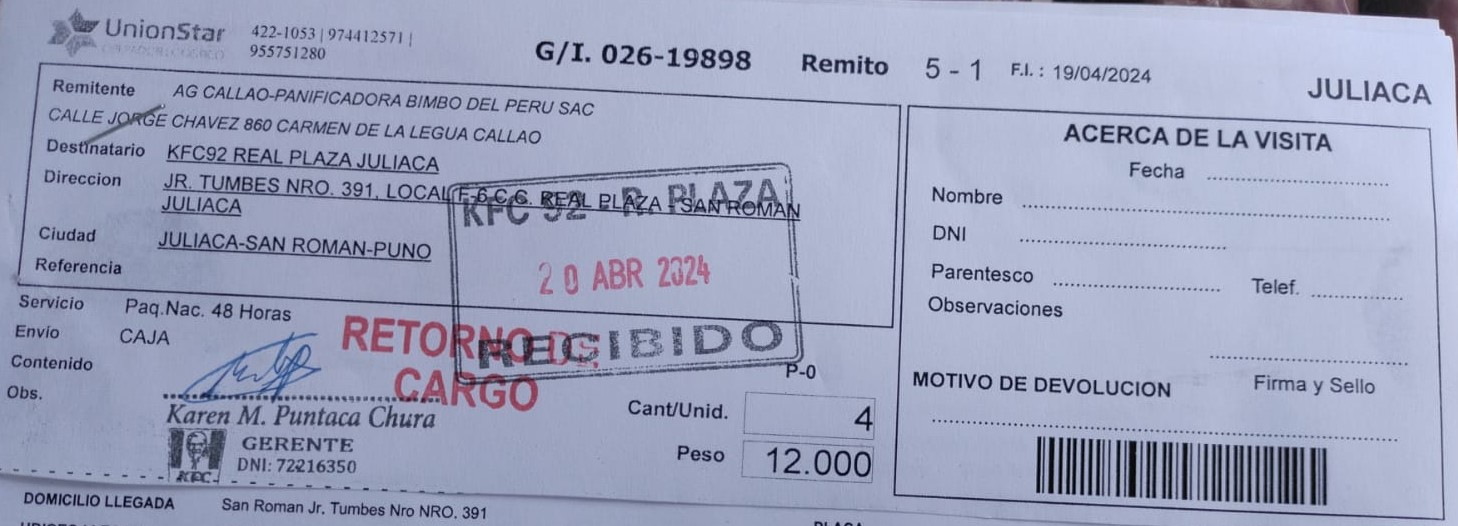 UnionStar
422-1053 | 974412571 |
955751280
G/I. 026-19898 Remito 5 - 1 F.I. : 19/04/2024
JULIACA
Remitente AG CALLAO-PANIFICADORA BIMBO DEL PERU SAC
CALLE JORGE CHAVEZ 860 CARMEN DE LA LEGUA CALLAO
Destinatario KFC92 REAL PLAZA JULIACA
Direccion JR. TUMBES NRO. 391, LOCAL F-6 C.C. REAL PLAZA - SAN ROMAN
JULIACA
Ciudad JULIACA-SAN ROMAN-PUNO
Referencia
KFC 92 R. PLAZA
20 ABR 2024
RECIBIDO
Servicio Paq.Nac. 48 Horas
Envio CAJA
Contenido
Obs.
RETORNO DE
CARGO
Karen M. Puntaca Chura
GERENTE
DNI: 72216350
KFC
P-0
Cant/Unid. 4
Peso 12.000
ACERCA DE LA VISITA
Fecha
Nombre
DNI
Parentesco Telef.
Observaciones
MOTIVO DE DEVOLUCION Firma y Sello
DOMICILIO LLEGADA San Roman Jr. Tumbes Nro NRO. 391